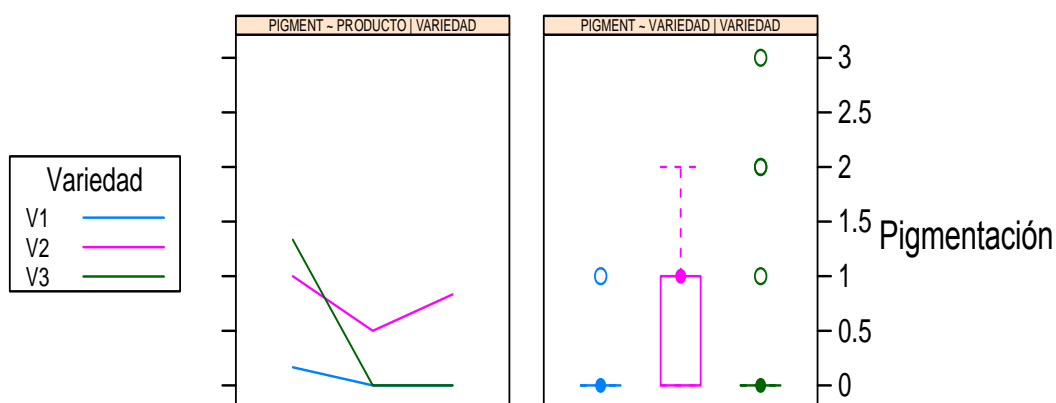 PIGMENT ~ PRODUCTO | VARIEDAD
PIGMENT ~ VARIEDAD | VARIEDAD
Variedad
V1
V2
V3
3
2.5
2
1.5
1
0.5
0
Pigmentación